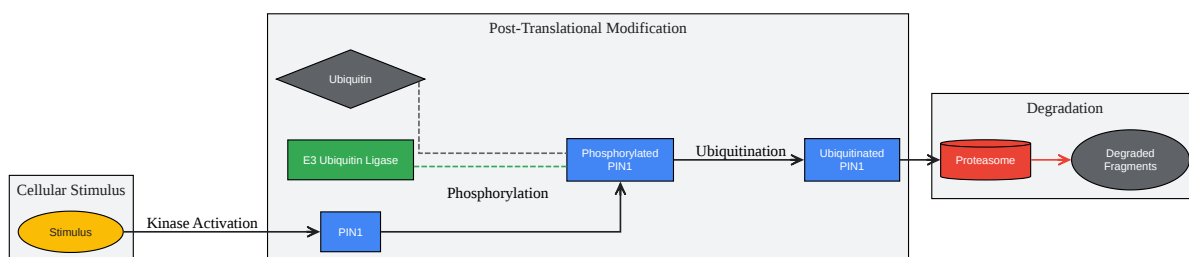 Post-Translational Modification
Ubiquitin
Degradation
E3 Ubiquitin Ligase
Phosphorylated
PIN1
Ubiquitination
Ubiquitinated
PIN1
Proteasome
Degraded
Fragments
Cellular Stimulus
Phosphorylation
Stimulus
Kinase Activation
PIN1